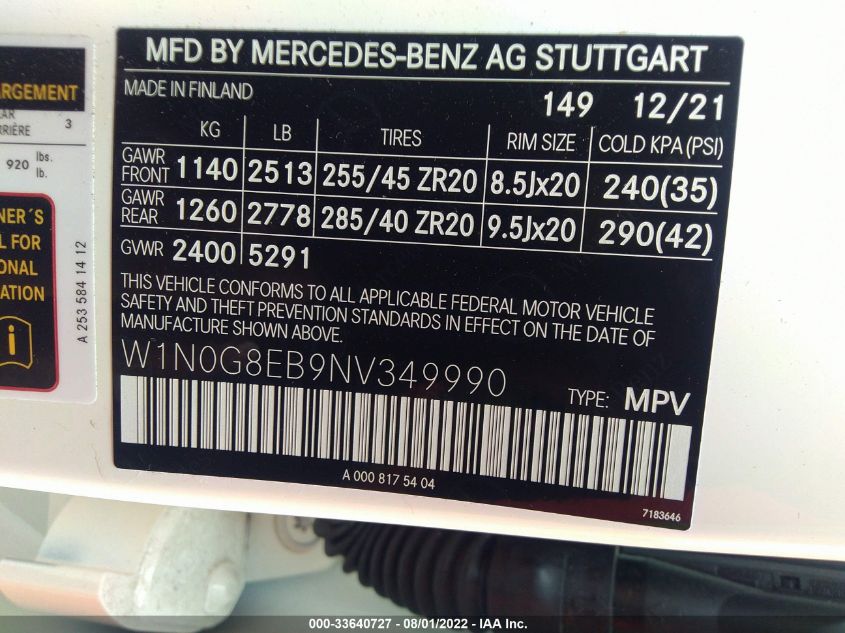 MFD BY MERCEDES-BENZ AG STUTTGART
MADE IN FINLAND 149 12/21
KG LB TIRES RIM SIZE COLD KPA (PSI)
GAWR FRONT 1140 2513 255/45 ZR20 8.5Jx20 240(35)
GAWR REAR 1260 2778 285/40 ZR20 9.5Jx20 290(42)
GVWR 2400 5291
THIS VEHICLE CONFORMS TO ALL APPLICABLE FEDERAL MOTOR VEHICLE
SAFETY AND THEFT PREVENTION STANDARDS IN EFFECT ON THE DATE OF
MANUFACTURE SHOWN ABOVE.
W1N0G8EB9NV349990
TYPE: MPV
A 000 817 54 04
7183646
ARGEMENT
3
920 lbs.
lb.
NER´S
FOR
ONAL
ATION
i
A 253 584 14 12
000-33640727 - 08/01/2022 - IAA Inc.